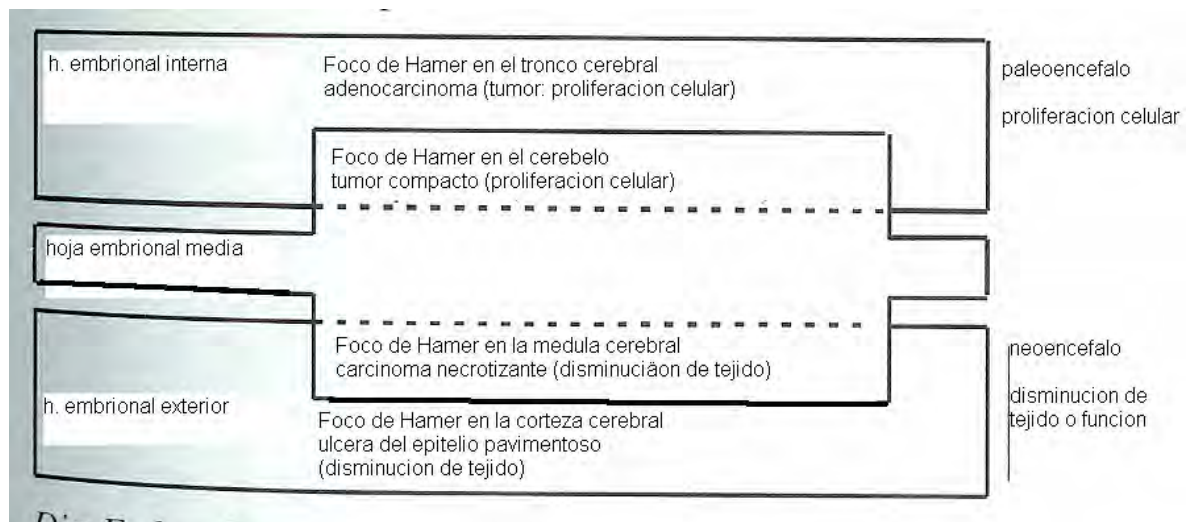 h. embrional interna
Foco de Hamer en el tronco cerebral
adenocarcinoma (tumor: proliferacion celular)
paleoencefalo
proliferacion celular
Foco de Hamer en el cerebelo
tumor compacto (proliferacion celular)
hoja embrional media
Foco de Hamer en la medula cerebral
carcinoma necrotizante (disminuciäon de tejido)
neoencefalo
disminucion de
tejido o funcion
h. embrional exterior
Foco de Hamer en la corteza cerebral
ulcera del epitelio pavimentoso
(disminucion de tejido)